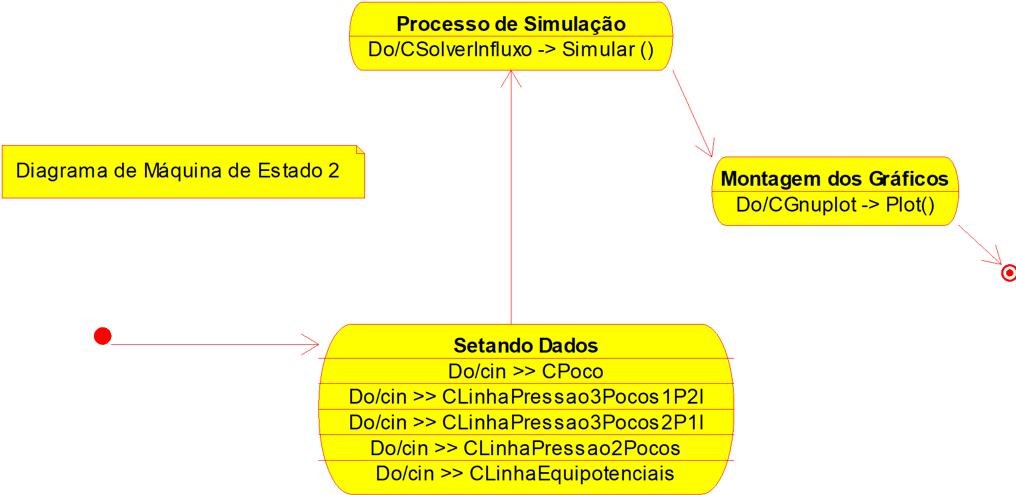 Processo de Simulação
Do/CSolverInfluxo -> Simular ()
Diagrama de Máquina de Estado 2
Montagem dos Gráficos
Do/CGnuplot -> Plot()
Setando Dados
Do/cin >> CPoco
Do/cin >> CLinhaPressao3Pocos1P2I
Do/cin >> CLinhaPressao3Pocos2P1I
Do/cin >> CLinhaPressao2Pocos
Do/cin >> CLinhaEquipotenciais